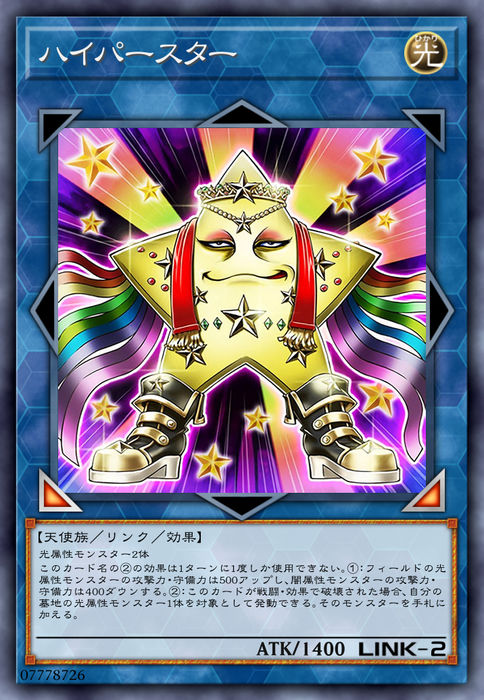 ハイパースター
ひかり
光
【天使族／リンク／効果】
光属性モンスター2体
このカード名の②の効果は1ターンに1度しか使用できない。①：フィールドの光
属性モンスターの攻撃力・守備力は500アップし、闇属性モンスターの攻撃力・
守備力は400ダウンする。②：このカードが戦闘・効果で破壊された場合、自分の
墓地の光属性モンスター1体を対象として発動できる。そのモンスターを手札に
加える。
ATK/1400 LINK-2
07778726